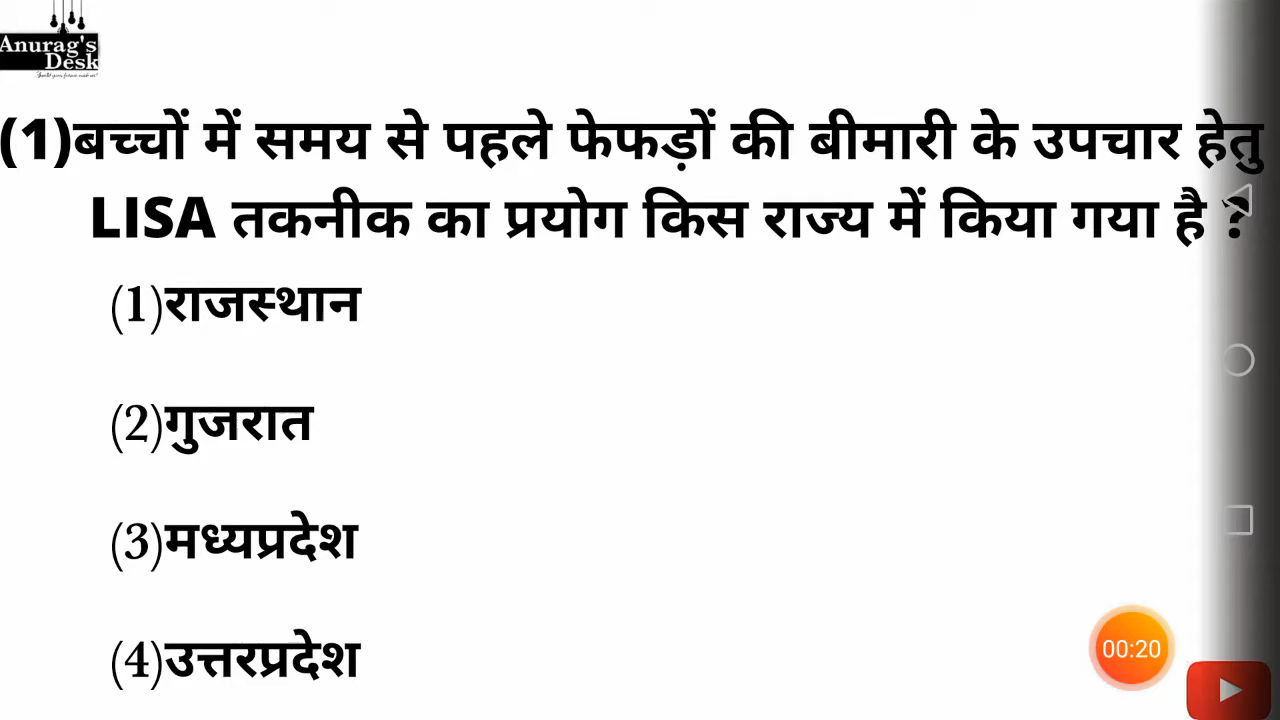 Anurag's
Desk
(1)बच्चों में समय से पहले फेफड़ों की बीमारी के उपचार हेतु
LISA तकनीक का प्रयोग किस राज्य में किया गया है ?
(1)राजस्थान
(2)गुजरात
(3)मध्यप्रदेश
(4)उत्तरप्रदेश
00:20